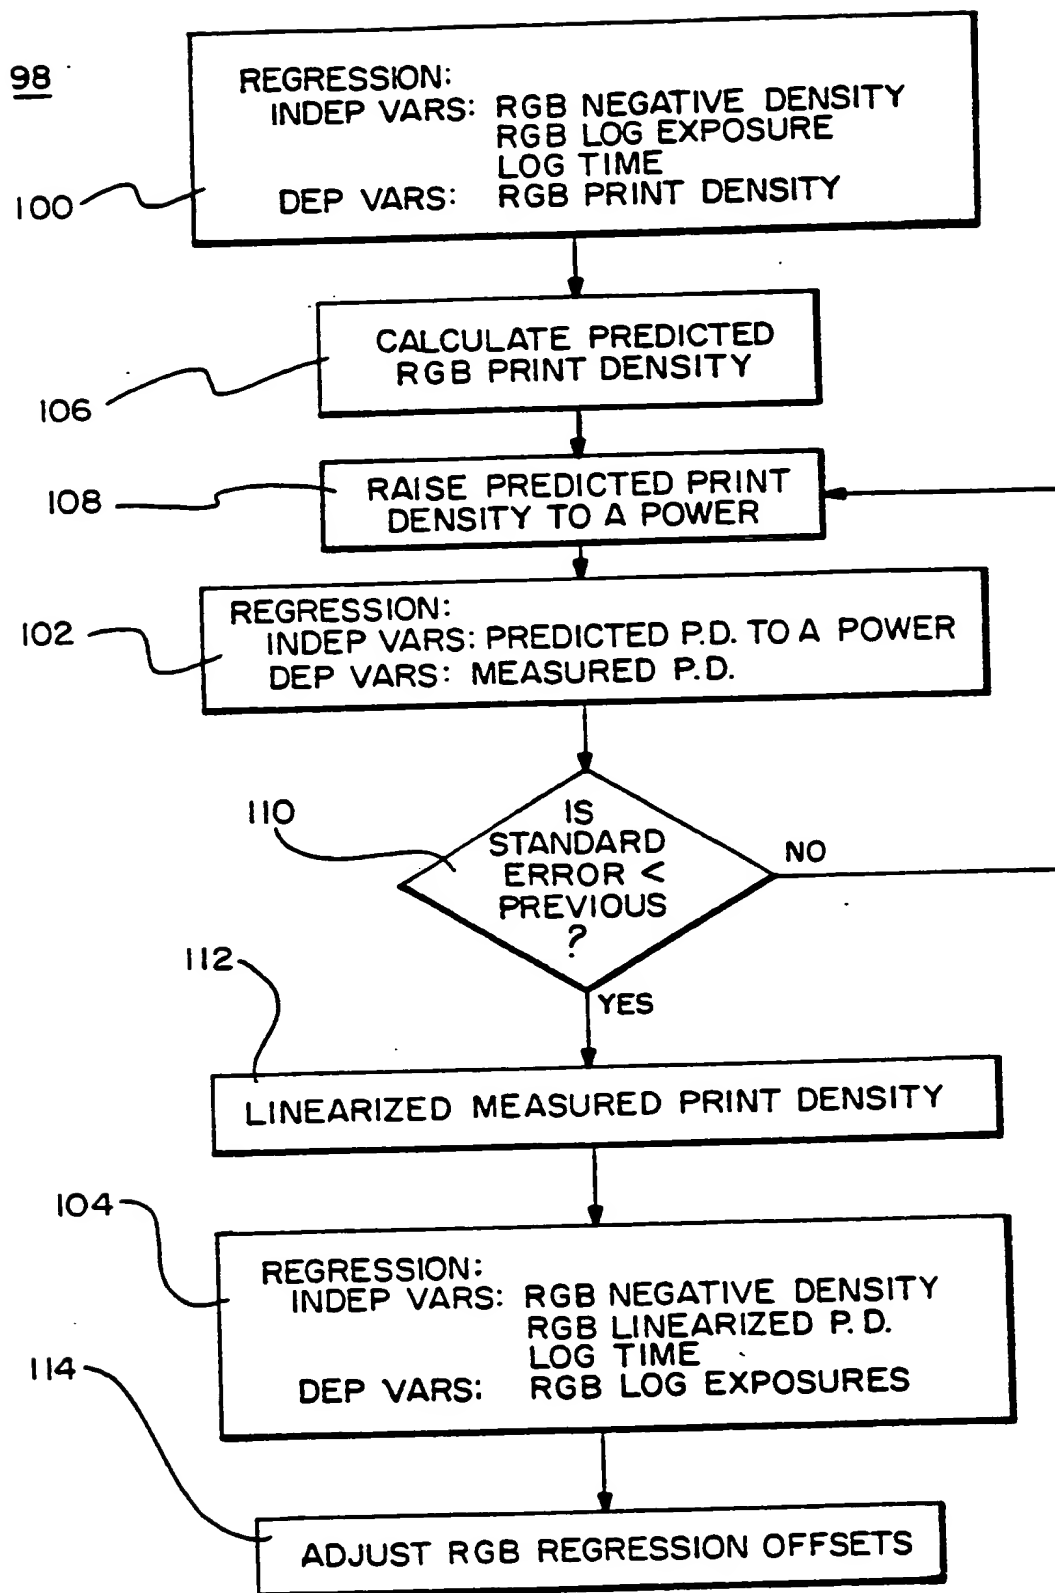 98
REGRESSION:
INDEP VARS: RGB NEGATIVE DENSITY
RGB LOG EXPOSURE
LOG TIME
DEP VARS: RGB PRINT DENSITY
100
CALCULATE PREDICTED
RGB PRINT DENSITY
106
RAISE PREDICTED PRINT
DENSITY TO A POWER
108
REGRESSION:
INDEP VARS: PREDICTED P.D. TO A POWER
DEP VARS: MEASURED P.D.
102
110
IS
STANDARD
ERROR <
PREVIOUS
?
NO
YES
112
LINEARIZED MEASURED PRINT DENSITY
104
REGRESSION:
INDEP VARS: RGB NEGATIVE DENSITY
RGB LINEARIZED P.D.
LOG TIME
DEP VARS: RGB LOG EXPOSURES
114
ADJUST RGB REGRESSION OFFSETS